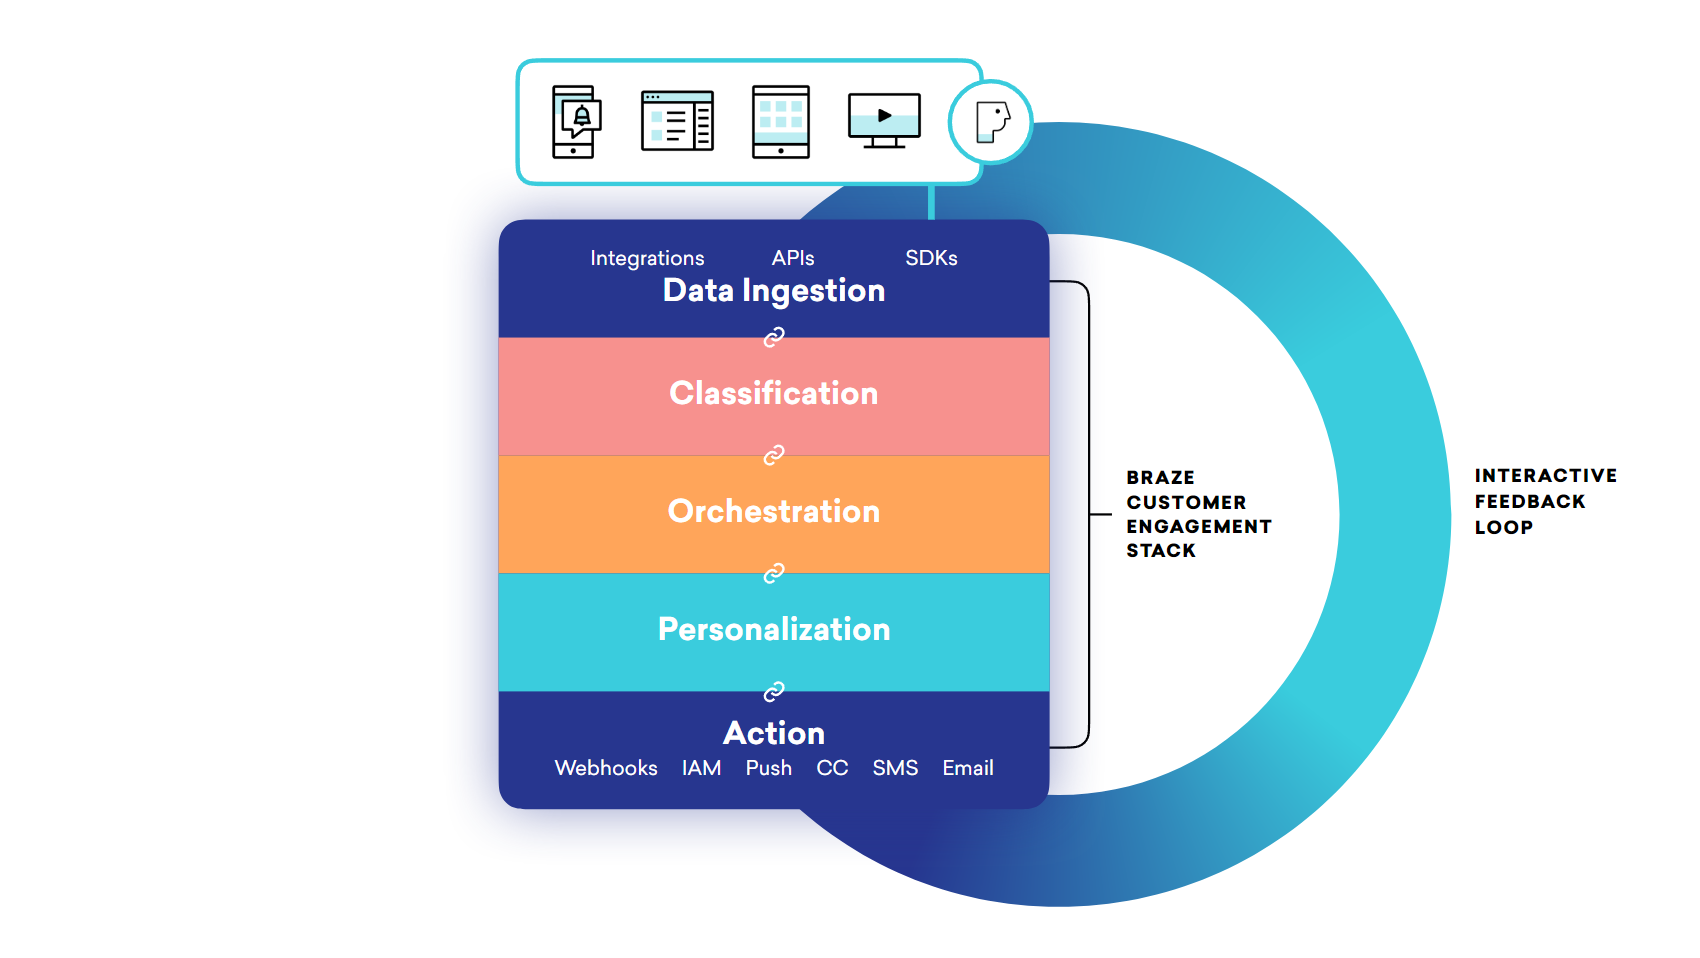 Integrations APIs SDKs
Data Ingestion
Classification
Orchestration
Personalization
Action
Webhooks IAM Push CC SMS Email
BRAZE
CUSTOMER
ENGAGEMENT
STACK
INTERACTIVE
FEEDBACK
LOOP